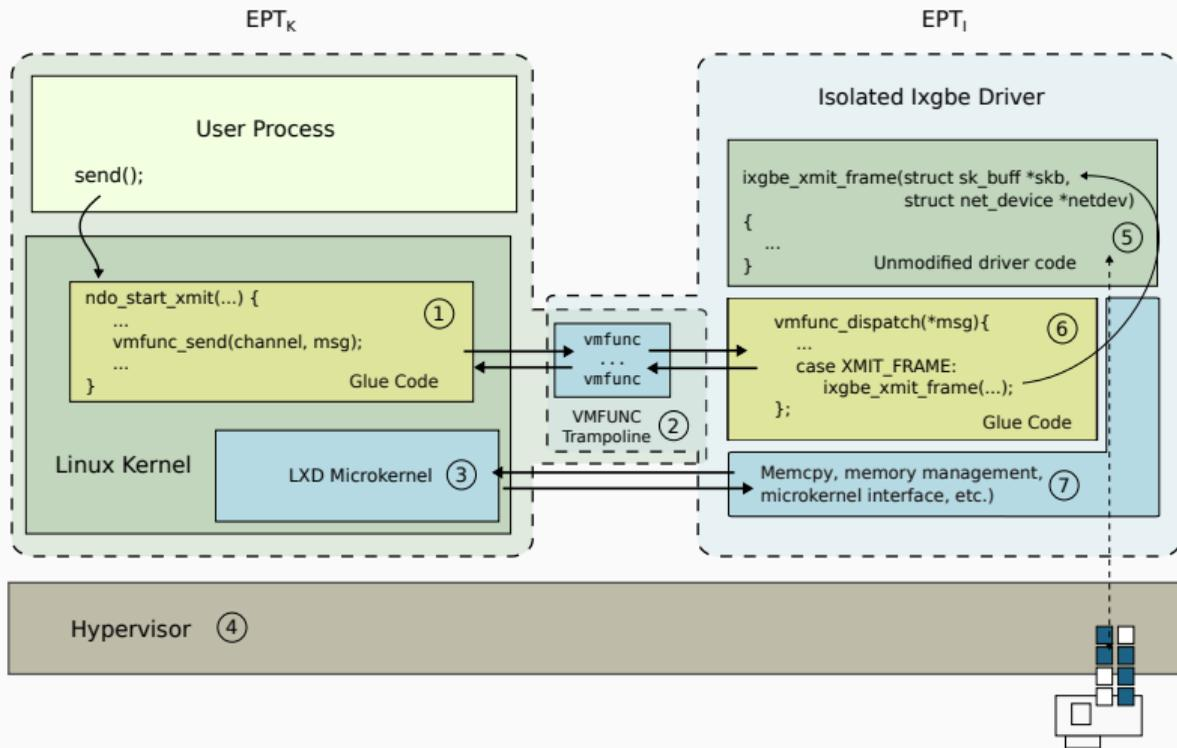 EPTK
EPTI
User Process
send();
Isolated Ixgbe Driver
ixgbe_xmit_frame(struct sk_buff *skb,
struct net_device *netdev)
{
...
}
5
Unmodified driver code
ndo_start_xmit(...) {
...
vmfunc_send(channel, msg);
...
}
1
Glue Code
vmfunc
...
vmfunc
VMFUNC
Trampoline
2
vmfunc_dispatch(*msg){
...
case XMIT_FRAME:
ixgbe_xmit_frame(...);
};
6
Glue Code
Linux Kernel
LXD Microkernel 3
Memcpy, memory management,
microkernel interface, etc.)
7
Hypervisor 4